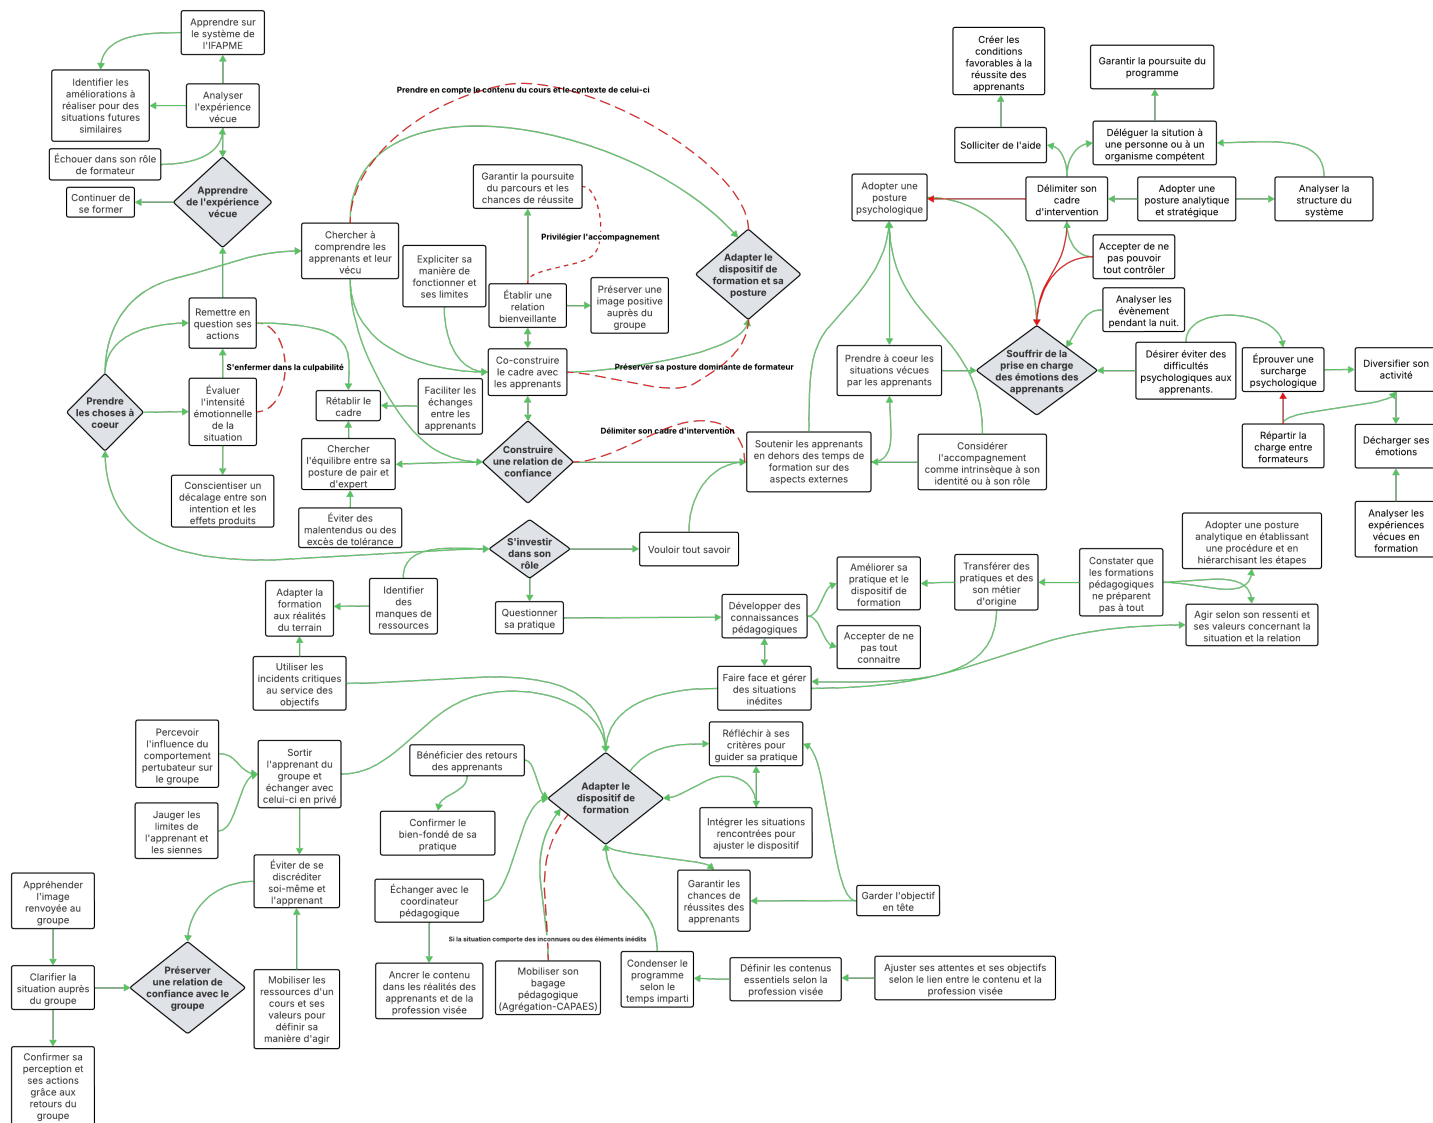 Apprendre sur
le système de
l'IFAPME
Identifier les
améliorations à
réaliser pour des
situations futures
similaires
Analyser
l'expérience
vécue
Échouer dans son rôle
de formateur
Continuer de
se former
Apprendre
de l'expérience
vécue
Prendre en compte le contenu du cours et le contexte de celui-ci
Garantir la poursuite
du parcours et les
chances de réussite
Privilégier l'accompagnement
Chercher à
comprendre les
apprenants et leur
vécu
Expliciter sa
manière de
fonctionner et
ses limites
Établir une
relation
bienveillante
Préserver une
image positive
auprès du
groupe
Adapter le
dispositif de
formation et sa
posture
Remettre en
question ses
actions
S'enfermer dans la culpabilité
Co-construire
le cadre avec
les apprenants
Préserver sa posture dominante de formateur
Prendre
les choses à
coeur
Évaluer
l'intensité
émotionnelle
de la
situation
Rétablir le
cadre
Faciliter les
échanges
entre les
apprenants
Chercher
l'équilibre entre sa
posture de pair et
d'expert
Construire
une relation de
confiance
Délimiter son cadre d'intervention
Conscientiser un
décalage entre son
intention et les
effets produits
Éviter des
malentendus ou des
excès de tolérance
S'investir
dans son
rôle
Vouloir tout savoir
Créer les
conditions
favorables à la
réussite des
apprenants
Garantir la poursuite du
programme
Solliciter de l'aide
Déléguer la sitution à
une personne ou à un
organisme compétent
Adopter une
posture
psychologique
Délimiter son
cadre
d'intervention
Adopter une
posture analytique
et stratégique
Analyser la
structure du
système
Accepter de ne
pas pouvoir
tout contrôler
Analyser les
évènement
pendant la nuit.
Prendre à coeur les
situations vécues
par les apprenants
Souffrir de la
prise en charge
des émotions des
apprenants
Désirer éviter des
difficultés
psychologiques aux
apprenants.
Éprouver une
surcharge
psychologique
Diversifier son
activité
Soutenir les apprenants
en dehors des temps de
formation sur des
aspects externes
Considérer
l'accompagnement
comme intrinsèque à son
identité ou à son rôle
Répartir la
charge entre
formateurs
Décharger ses
émotions
Analyser les
expériences
vécues en
formation
Adapter la
formation
aux réalités
du terrain
Identifier
des
manques de
ressources
Questionner
sa pratique
Développer des
connaissances
pédagogiques
Améliorer sa
pratique et le
dispositif de
formation
Transférer des
pratiques et des
son métier
d'origine
Constater que
les formations
pédagogiques
ne préparent
pas à tout
Adopter une posture
analytique en établissant
une procédure et en
hiérarchisant les étapes
Agir selon son ressenti et
ses valeurs concernant la
situation et la relation
Accepter de ne
pas tout
connaitre
Utiliser les
incidents critiques
au service des
objectifs
Faire face et gérer
des situations
inédites
Percevoir
l'influence du
comportement
pertubateur sur
le groupe
Sortir
l'apprenant du
groupe et
échanger avec
celui-ci en privé
Bénéficier des retours
des apprenants
Réfléchir à ses
critères pour
guider sa pratique
Adapter le
dispositif de
formation
Jauger les
limites de
l'apprenant et
les siennes
Confirmer le
bien-fondé de sa
pratique
Intégrer les situations
rencontrées pour
ajuster le dispositif
Éviter de se
discréditer
soi-même et
l'apprenant
Appréhender
l'image
renvoyée au
groupe
Échanger avec le
coordinateur
pédagogique
Garantir les
chances de
réussites des
apprenants
Garder l'objectif
en tête
Si la situation comporte des inconnues ou des éléments inédits
Clarifier la
situation auprès
du groupe
Préserver
une relation de
confiance avec le
groupe
Mobiliser les
ressources d'un
cours et ses
valeurs pour
définir sa
manière d'agir
Ancrer le contenu
dans les réalités des
apprenants et de la
profession visée
Mobiliser son
bagage
pédagogique
(Agrégation-CAPAES)
Condenser le
programme
selon le
temps imparti
Définir les contenus
essentiels selon la
profession visée
Ajuster ses attentes et ses objectifs
selon le lien entre le contenu et la
profession visée
Confirmer sa
perception et
ses actions
grâce aux
retours du
groupe